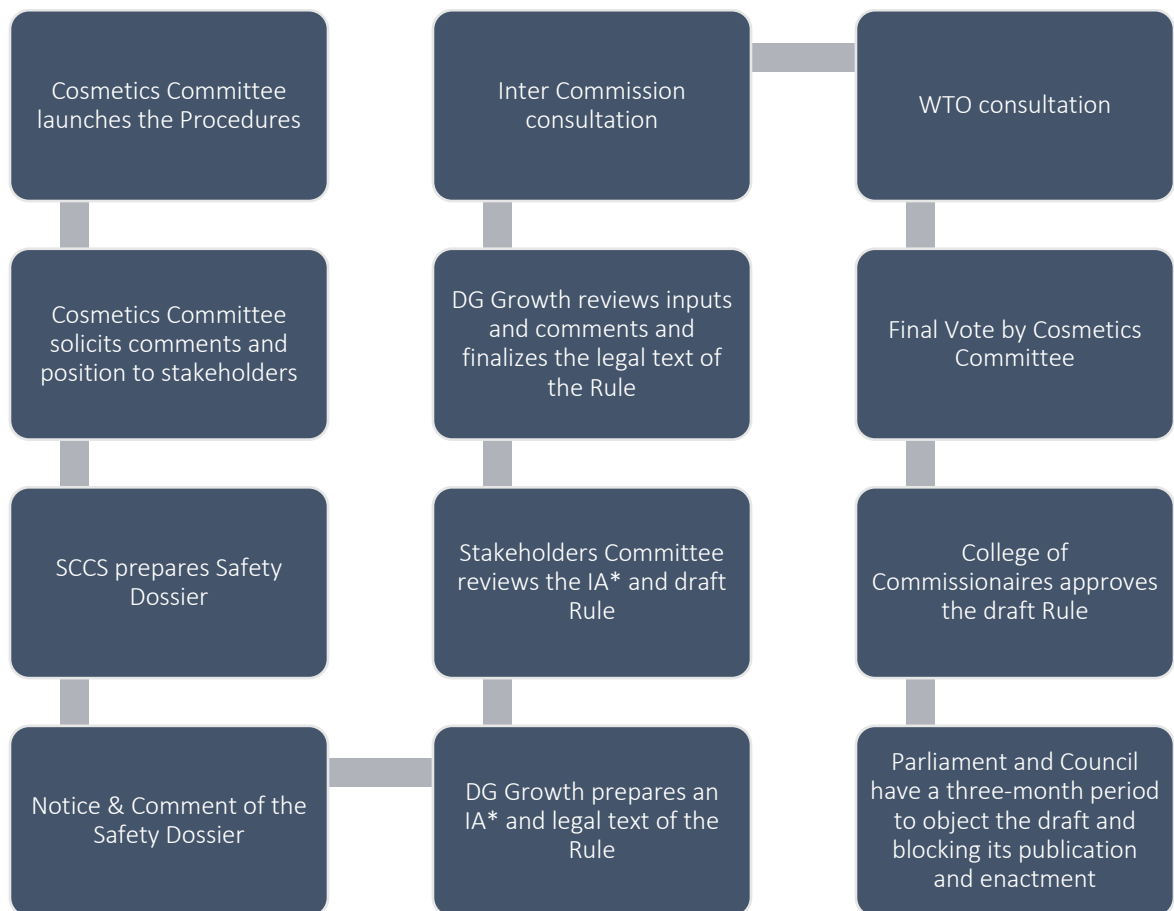 Cosmetics Committee
launches the Procedures
Cosmetics Committee
solicits comments and
position to stakeholders
SCCS prepares Safety
Dossier
Notice & Comment of the
Safety Dossier
DG Growth prepares an
IA* and legal text of the
Rule
Stakeholders Committee
reviews the IA* and draft
Rule
DG Growth reviews inputs
and comments and
finalizes the legal text of
the Rule
Inter Commission
consultation
WTO consultation
Final Vote by Cosmetics
Committee
College of
Commissionaires approves
the draft Rule
Parliament and Council
have a three-month period
to object the draft and
blocking its publication
and enactment